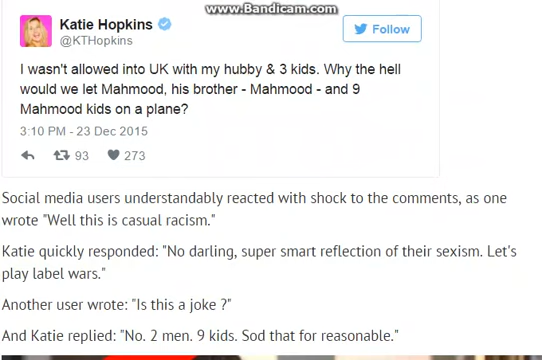 www.Bandicam.com
Katie Hopkins
@KTHopkins
Follow
I wasn't allowed into UK with my hubby & 3 kids. Why the hell
would we let Mahmood, his brother - Mahmood - and 9
Mahmood kids on a plane?
3:10 PM - 23 Dec 2015
93 273
Social media users understandably reacted with shock to the comments, as one
wrote "Well this is casual racism."
Katie quickly responded: "No darling, super smart reflection of their sexism. Let's
play label wars."
Another user wrote: "Is this a joke ?"
And Katie replied: "No. 2 men. 9 kids. Sod that for reasonable."